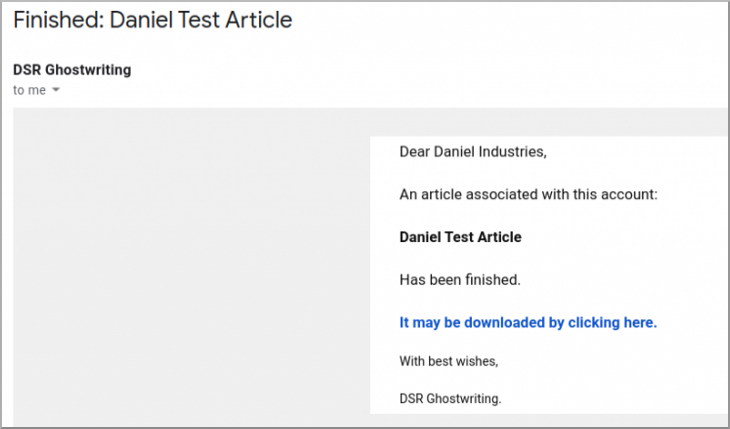 Finished: Daniel Test Article
DSR Ghostwriting
to me
Dear Daniel Industries,
An article associated with this account:
Daniel Test Article
Has been finished.
It may be downloaded by clicking here.
With best wishes,
DSR Ghostwriting.